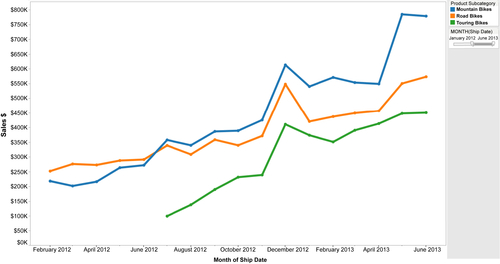 Product Subcategory
Mountain Bikes
Road Bikes
Touring Bikes
MONTH(Ship Date)
January 2012 June 2013
Sales $
$800K
$750K
$700K
$650K
$600K
$550K
$500K
$450K
$400K
$350K
$300K
$250K
$200K
$150K
$100K
$50K
$0K
February 2012 April 2012 June 2012 August 2012 October 2012 December 2012 February 2013 April 2013 June 2013
Month of Ship Date